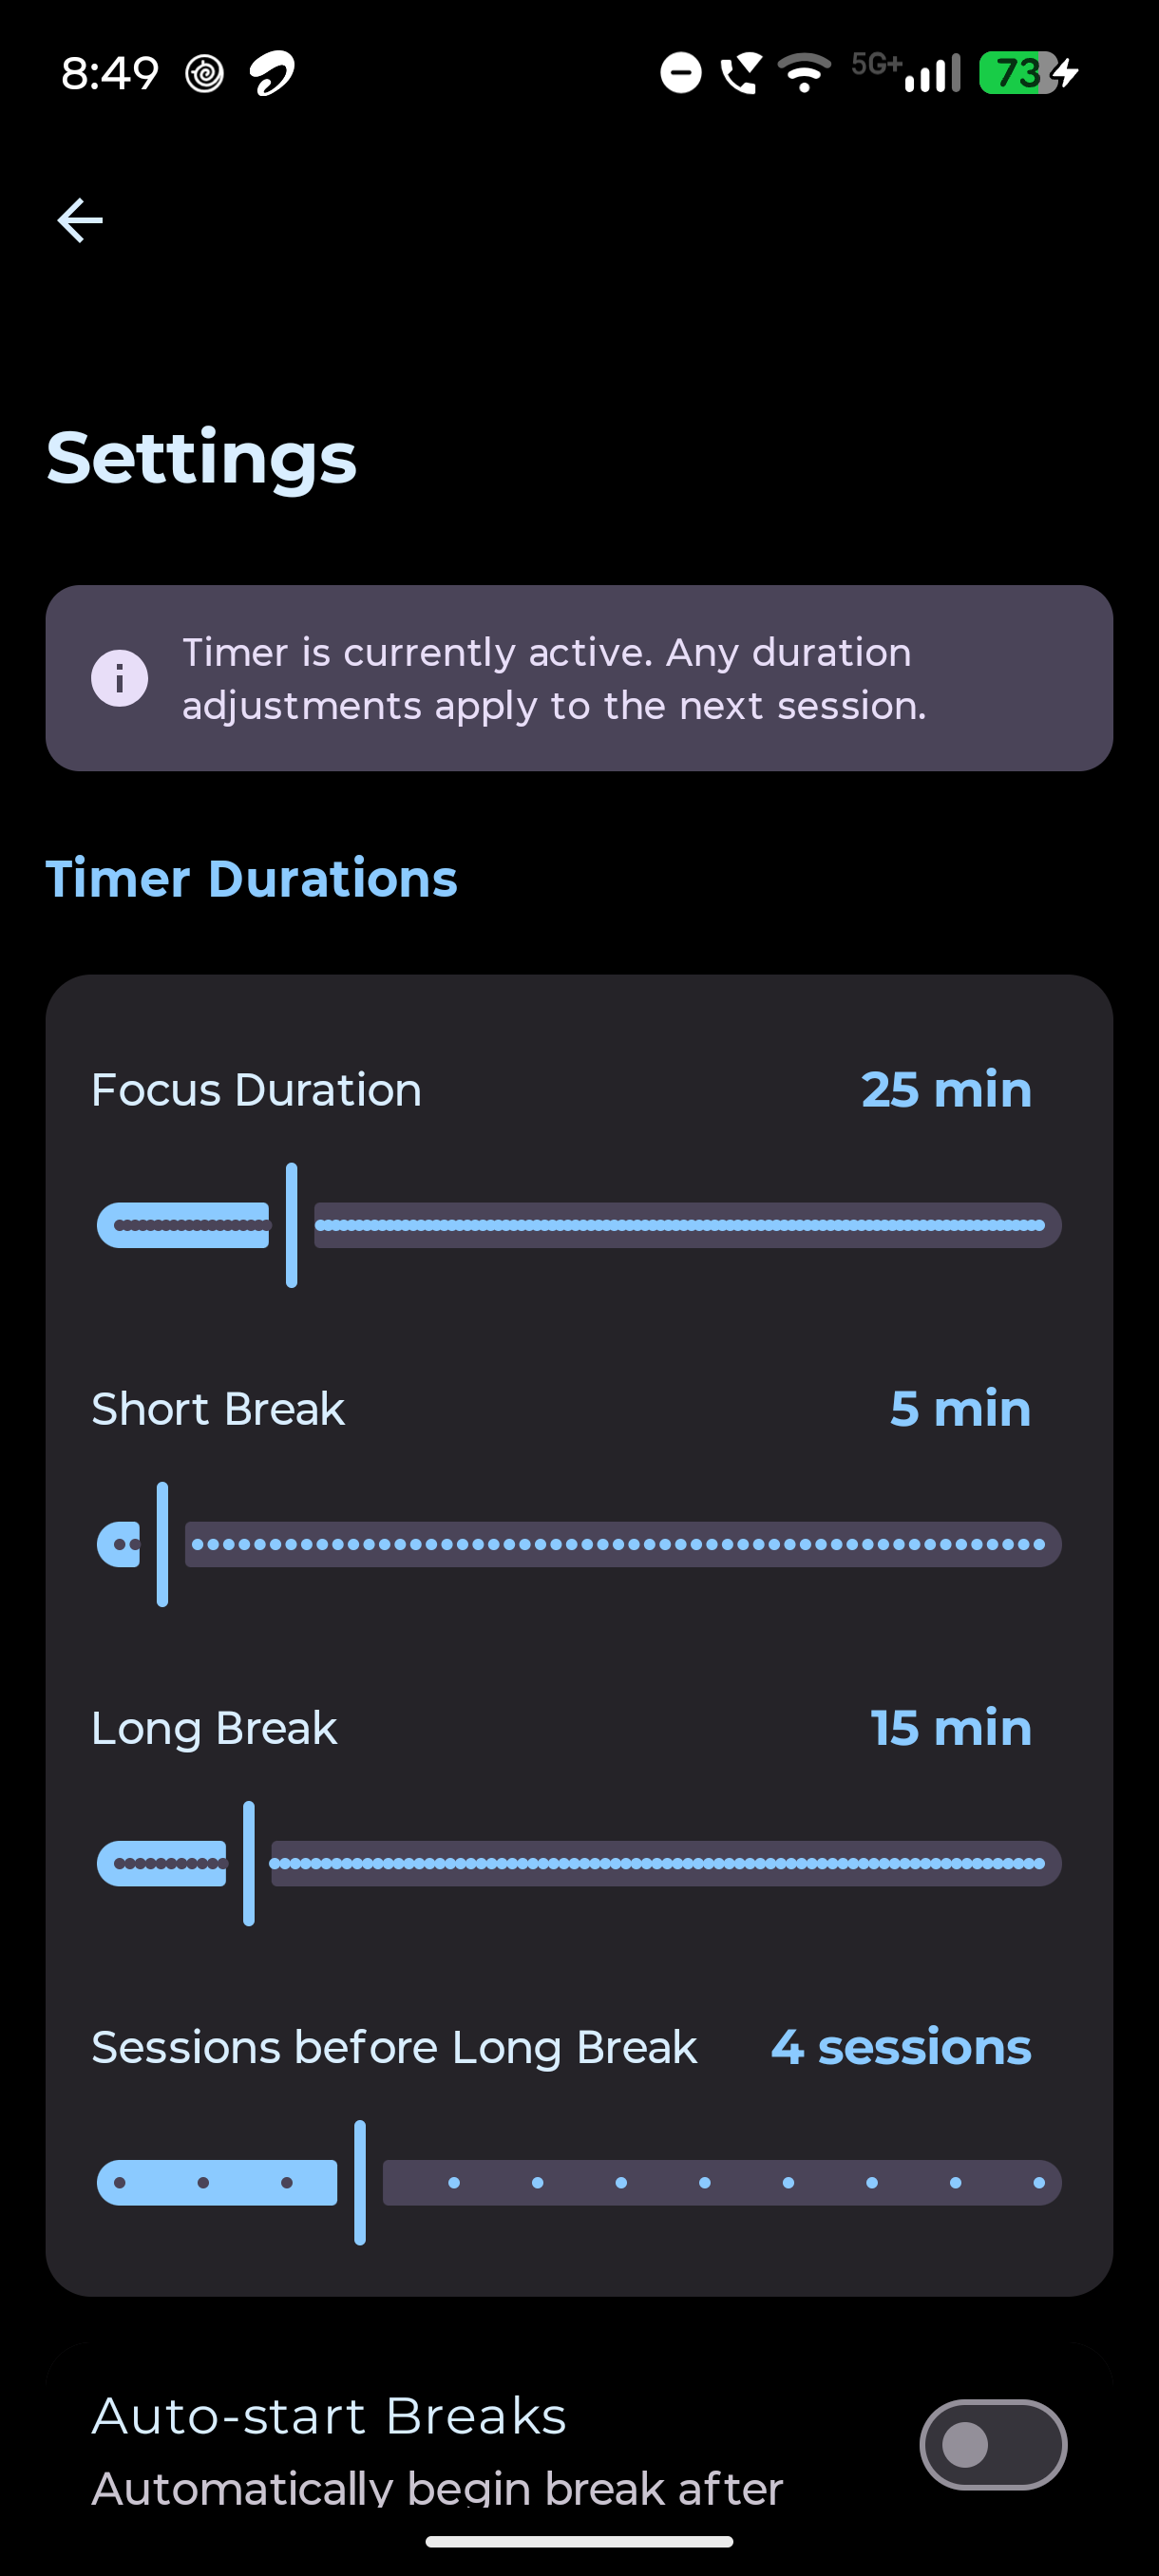 8:49
5G+
73
Settings
Timer is currently active. Any duration
adjustments apply to the next session.
Timer Durations
Focus Duration
25 min
Short Break
5 min
Long Break
15 min
Sessions before Long Break
4 sessions
Auto-start Breaks
Automatically begin break after